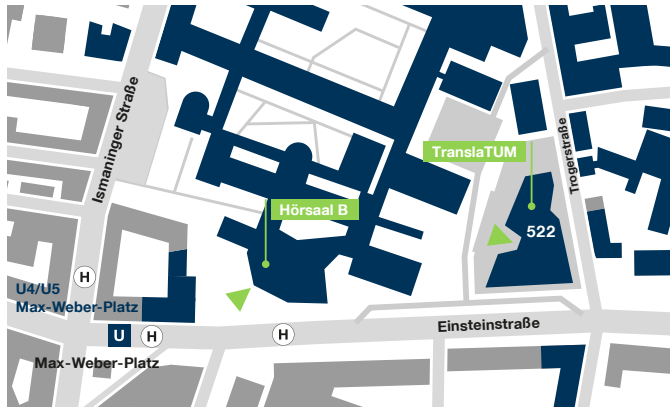 Ismaninger Straße
TranslaTUM
Trogerstraße
Hörsaal B
522
H
U4/U5
Max-Weber-Platz
U
H
H
Einsteinstraße
Max-Weber-Platz